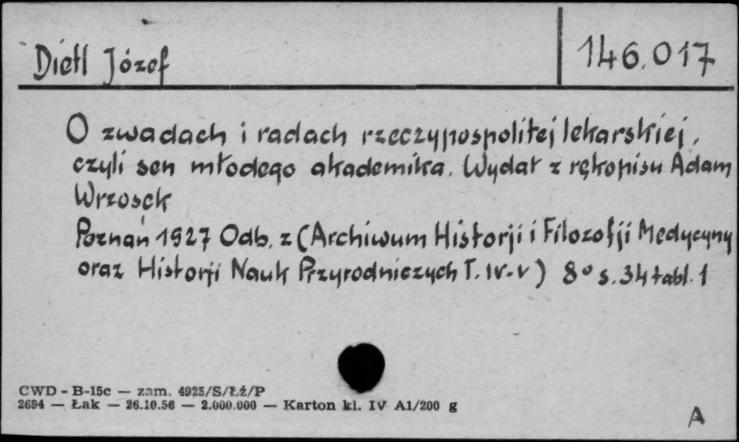 Dietl Józef 146.017
O zwadach i radach rzeczypospolitej lekarskiej,
czyli sen młodego akademika. Wydał z rękopisu Adam
Wrzosek
Poznań 1927 Odb. z (Archiwum Historji i Filozofji Medycyny
oraz Historji Nauk Przyrodniczych T. IV-V) 8° s. 34 tabl. 1
CWD - B-15c — zam. 4925/S/Łż/P
2694 — Łak — 26.10.56 — 2.000.000 — Karton kl. IV A1/200 g
A